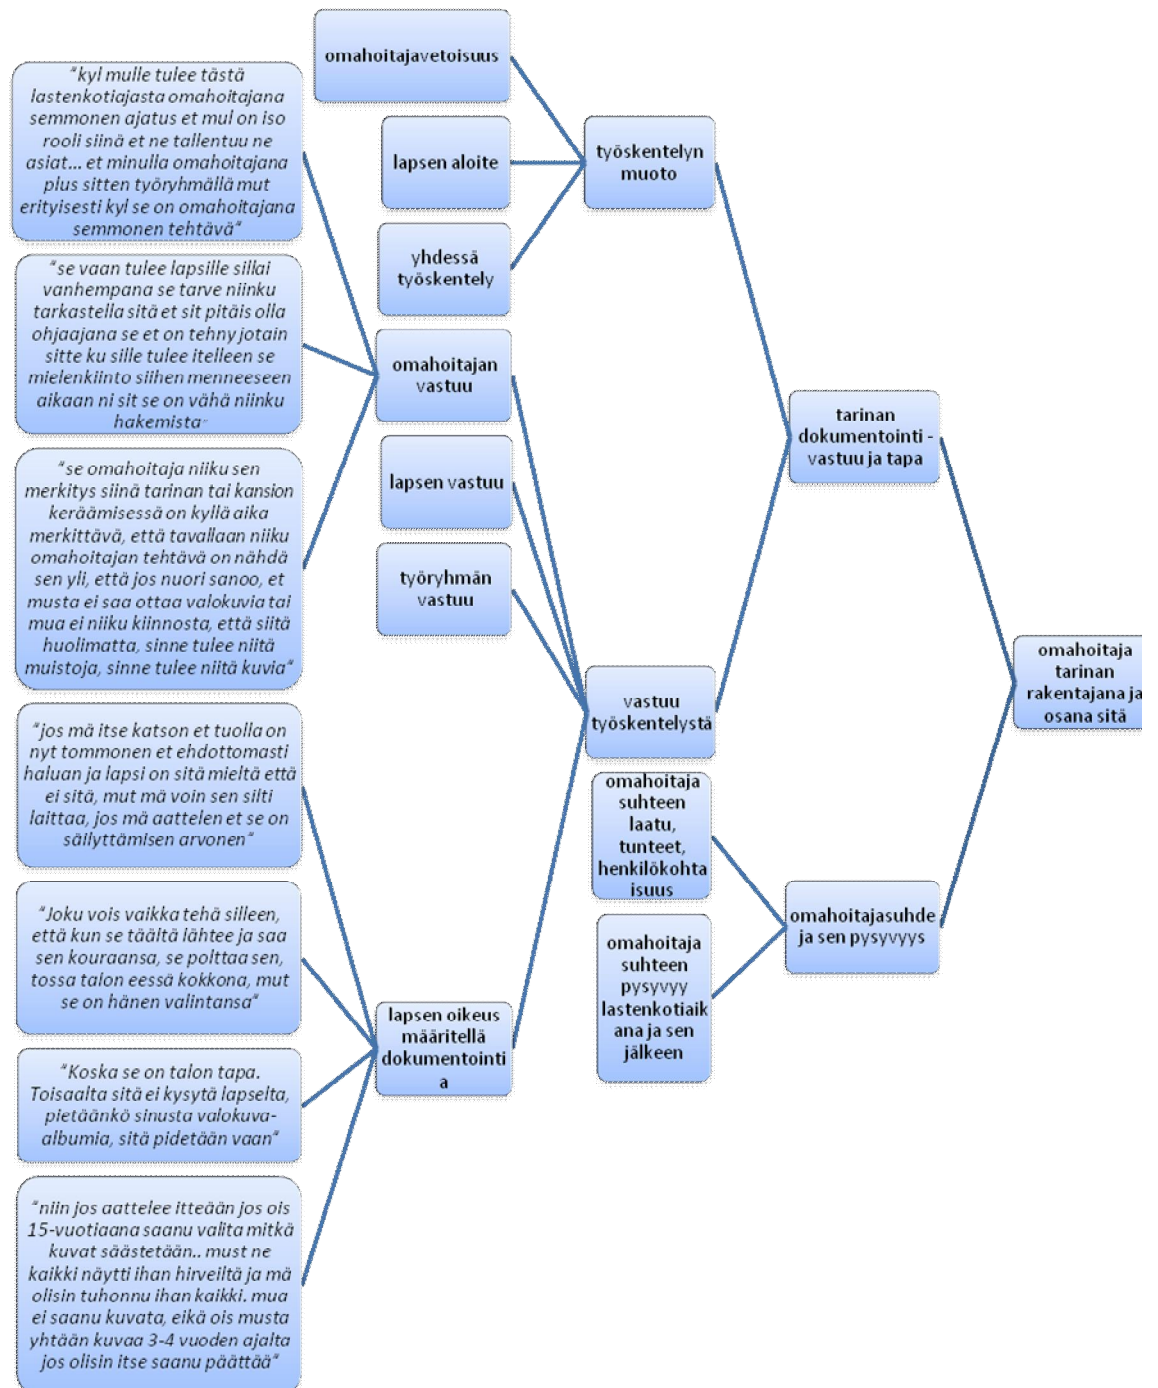 omahoitajavetoisuus
"kyl mulle tulee tästä
lastenkotiajasta omahoitajana
semmonen ajatus et mul on iso
rooli siinä et ne tallentuu ne
asiat... et minulla omahoitajana
plus sitten työryhmällä mut
erityisesti kyl se on omahoitajana
semmonen tehtävä"
lapsen aloite
työskentelyn
muoto
yhdessä
työskentely
"se vaan tulee lapsille sillai
vanhempana se tarve niinku
tarkastella sitä et sit pitäis olla
ohjaajana se et on tehny jotain
sitte ku sille tulee itelleen se
mielenkiinto siihen menneeseen
aikaan ni sit se on vähä niinku
hakemista"
omahoitajan
vastuu
tarinan
dokumentointi -
vastuu ja tapa
"se omahoitaja niiku sen
merkitys siinä tarinan tai kansion
keräämisessä on kyllä aika
merkittävä, että tavallaan niiku
omahoitajan tehtävä on nähdä
sen yli, että jos nuori sanoo, et
musta ei saa ottaa valokuvia tai
mua ei niiku kiinnosta, että siitä
huolimatta, sinne tulee niitä
muistoja, sinne tulee niitä kuvia"
lapsen vastuu
työryhmän
vastuu
omahoitaja
tarinan
rakentajana ja
osana sitä
vastuu
työskentelystä
"jos mä itse katson et tuolla on
nyt tommonen et ehdottomasti
haluan ja lapsi on sitä mieltä että
ei sitä, mut mä voin sen silti
laittaa, jos mä aattelen et se on
säilyttämisen arvonen"
omahoitaja
suhteen
laatu,
tunteet,
henkilökohta
isuus
omahoitajasuhde
ja sen pysyvyys
"Joku vois vaikka tehä silleen,
että kun se täältä lähtee ja saa
sen kouraansa, se polttaa sen,
tossa talon eessä kokkona, mut
se on hänen valintansa"
omahoitaja
suhteen
pysyvyy
lastenkotiaik
ana ja sen
jälkeen
lapsen oikeus
määritellä
dokumentointi
a
"Koska se on talon tapa.
Toisaalta sitä ei kysytä lapselta,
pietäänkö sinusta valokuva-
albumia, sitä pidetään vaan"
"niin jos aattelee itteään jos ois
15-vuotiaana saanu valita mitkä
kuvat säästetään.. must ne
kaikki näytti ihan hirveiltä ja mä
olisin tuhonnu ihan kaikki. mua
ei saanu kuvata, eikä ois musta
yhtään kuvaa 3-4 vuoden ajalta
jos olisin itse saanu päättää"